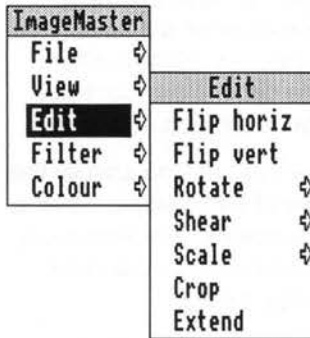 ImageMaster
File
View
Edit
Filter
Colour
Edit
Flip horiz
Flip vert
Rotate
Shear
Scale
Crop
Extend